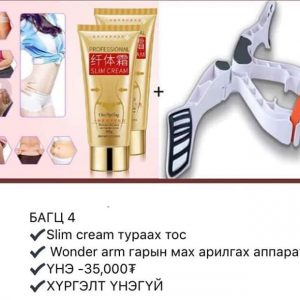 PROFESSIONAL
纤体霜
SLIM CREAM
+
БАГЦ 4
✔Slim cream тураах тос
✔ Wonder arm гарын мах арилгах аппарат
✔ҮНЭ -35,000₮
✔ХҮРГЭЛТ ҮНЭГҮЙ